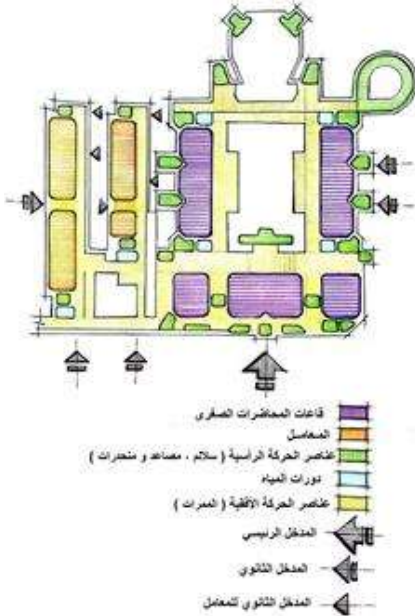 قاعات المحاضرات الصغرى
المعامل
عناصر الحركة الرأسية ( سلالم ، مصاعد و منحدرات )
دورات المياه
عناصر الحركة الأفقية ( الممرات )
المدخل الرئيسي
المدخل الثانوي
المدخل الثانوي للمعامل